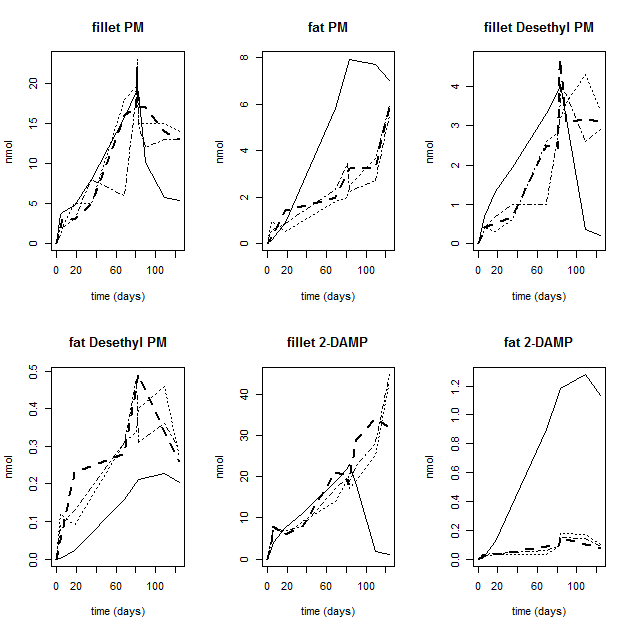 fillet PM
fat PM
fillet Desethyl PM
nmol
0
5
10
15
20
0 20 60 100
time (days)
nmol
0
2
4
6
8
0 20 60 100
time (days)
nmol
0
1
2
3
4
0 20 60 100
time (days)
fat Desethyl PM
fillet 2-DAMP
fat 2-DAMP
nmol
0.0
0.1
0.2
0.3
0.4
0.5
0 20 60 100
time (days)
nmol
0
10
20
30
40
0 20 60 100
time (days)
nmol
0.0
0.2
0.4
0.6
0.8
1.0
1.2
0 20 60 100
time (days)